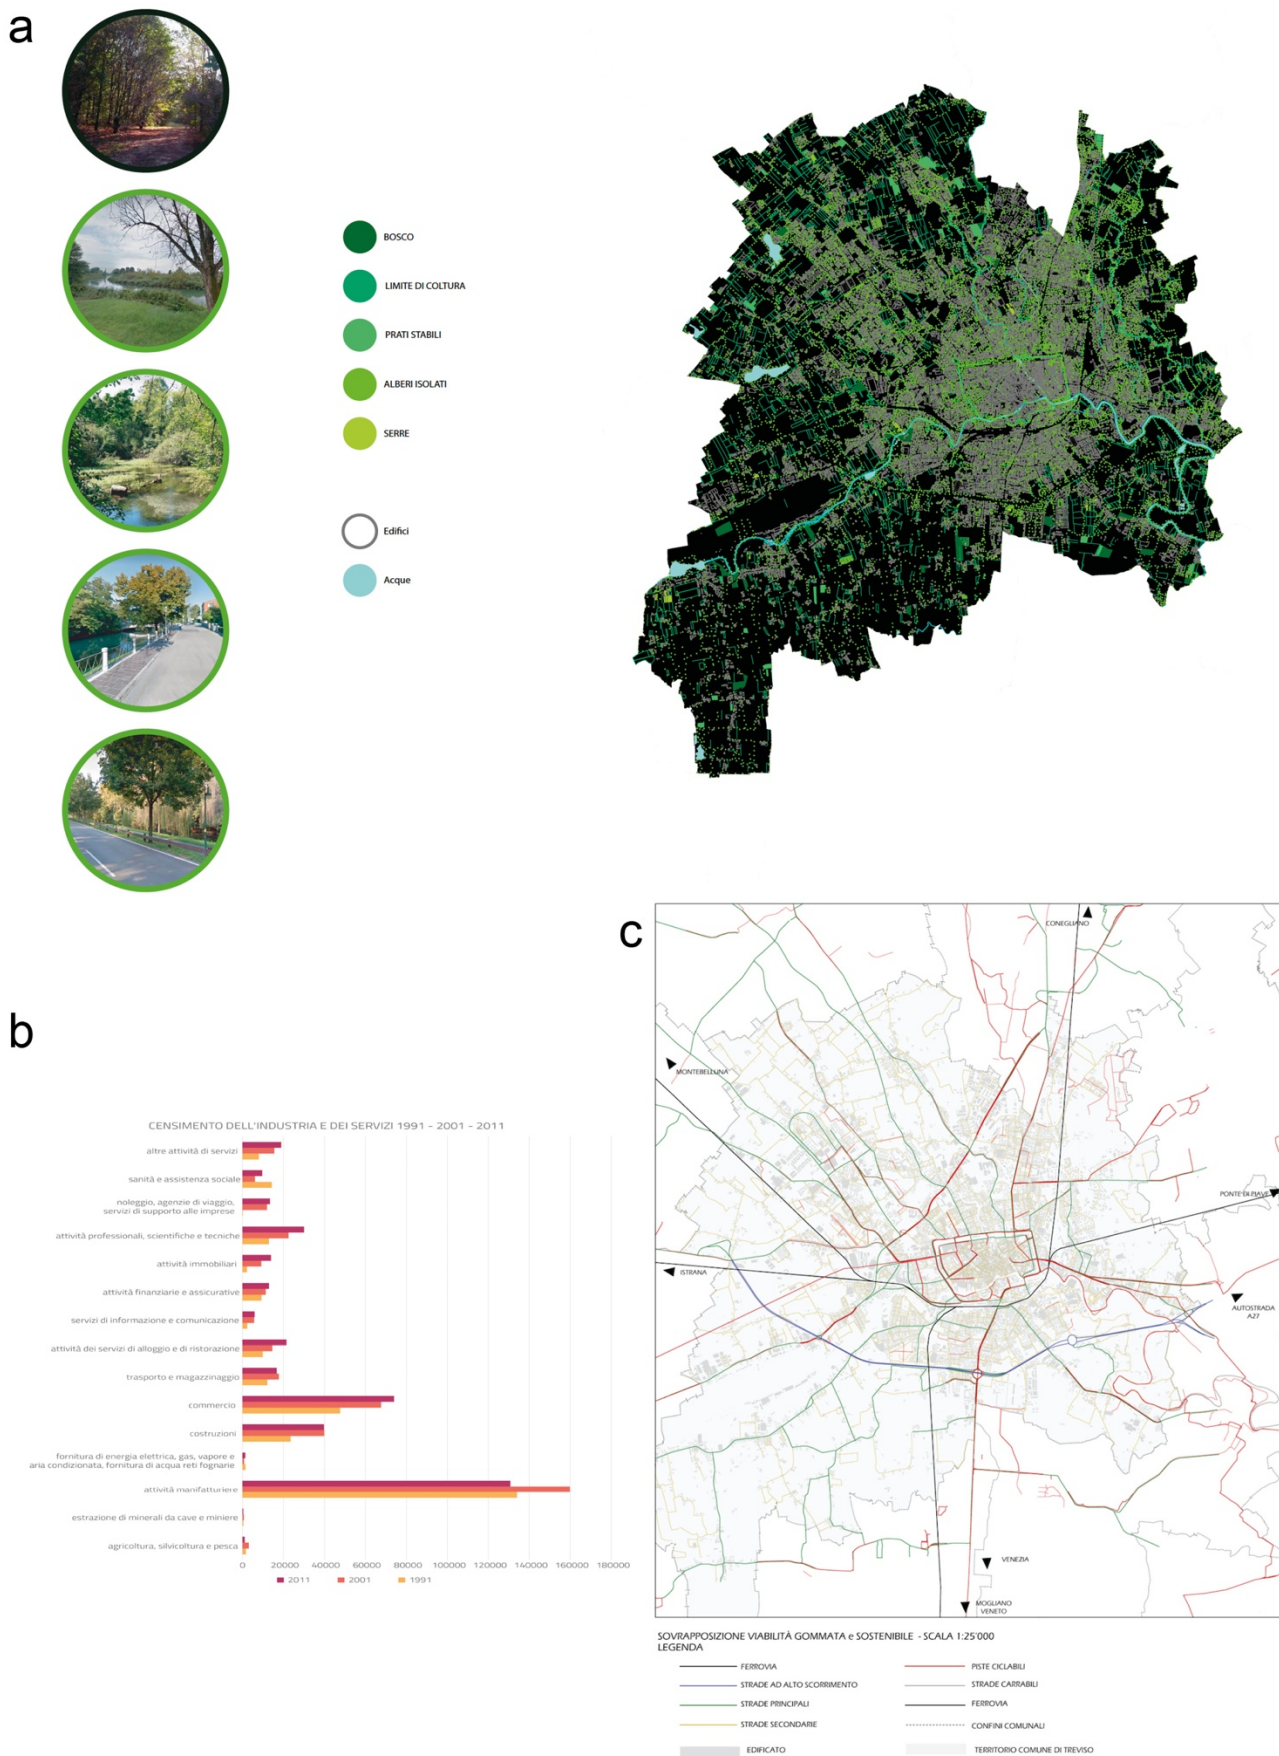 a
BOSCO
LIMITE DI COLTURA
PRATI STABILI
ALBERI ISOLATI
SERRE
Edifici
Acque
b
CENSIMENTO DELL'INDUSTRIA E DEI SERVIZI 1991 - 2001 - 2011
altre attività di servizi
sanità e assistenza sociale
noleggio, agenzie di viaggio,
servizi di supporto alle imprese
attività professionali, scientifiche e tecniche
attività immobiliari
attività finanziarie e assicurative
servizi di informazione e comunicazione
attività dei servizi di alloggio e di ristorazione
trasporto e magazzinaggio
commercio
costruzioni
fornitura di energia elettrica, gas, vapore e
aria condizionata, fornitura di acqua reti fognarie
attività manifatturiere
estrazione di minerali da cave e miniere
agricoltura, silvicoltura e pesca
0 20000 40000 60000 80000 100000 120000 140000 160000 180000
2011 2001 1991
c
CONEGLIANO
MONTEBELLUNA
PONTE DI PIAVE
ISTRANA
AUTOSTRADA
A27
VENEZIA
MOGLIANO
VENETO
SOVRAPPOSIZIONE VIABILITÀ GOMMATA e SOSTENIBILE - SCALA 1:25'000
LEGENDA
FERROVIA
STRADE AD ALTO SCORRIMENTO
STRADE PRINCIPALI
STRADE SECONDARIE
EDIFICATO
PISTE CICLABILI
STRADE CARRABILI
FERROVIA
CONFINI COMUNALI
TERRITORIO COMUNE DI TREVISO